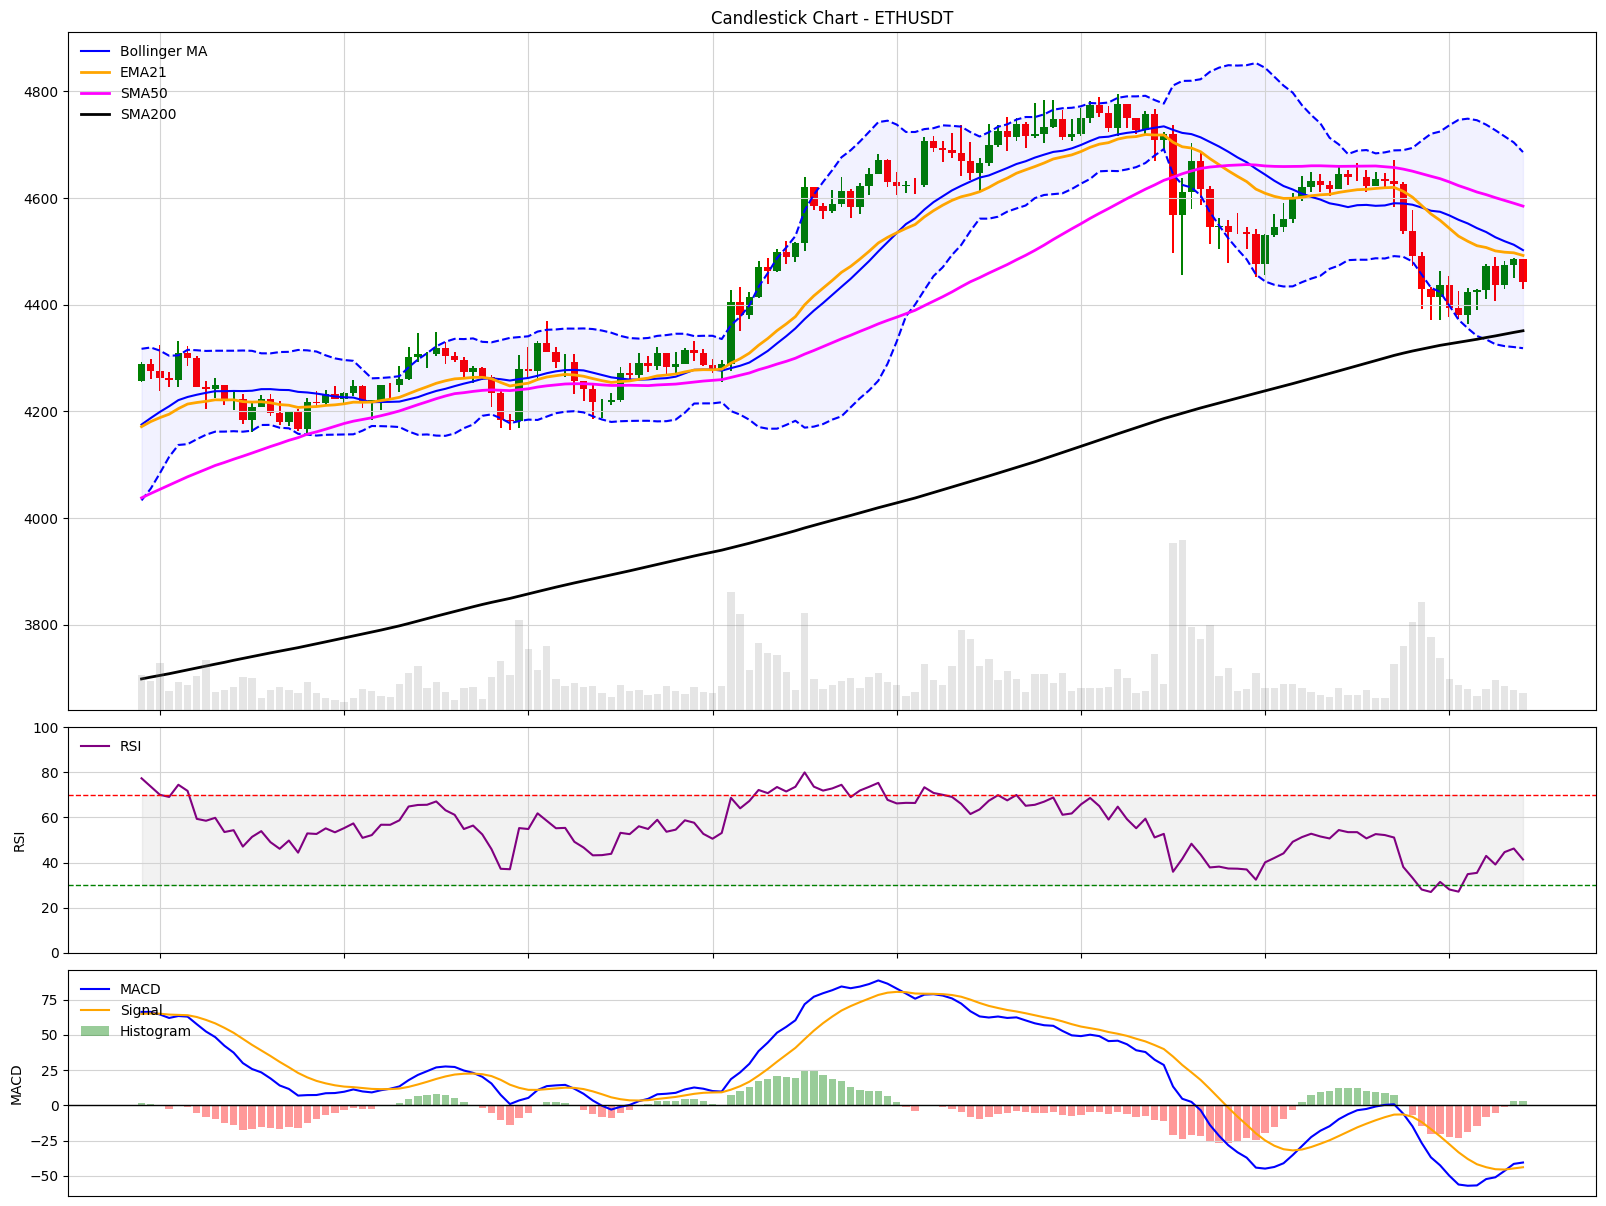 Candlestick Chart - ETHUSDT
Bollinger MA
EMA21
SMA50
SMA200
4800
4600
4400
4200
4000
3800
RSI
100
80
60
40
20
0
RSI
MACD
Signal
Histogram
75
50
25
0
−25
−50
MACD